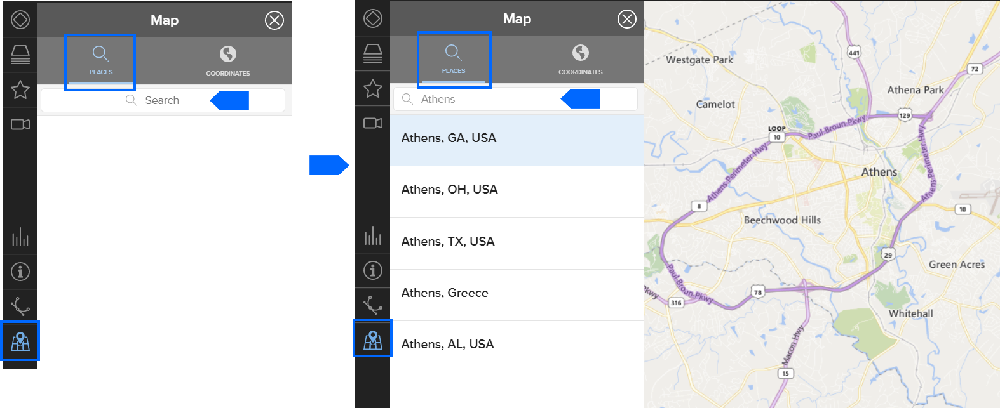 Map
PLACES
COORDINATES
Search
Map
PLACES
COORDINATES
Athens
Athens, GA, USA
Athens, OH, USA
Athens, TX, USA
Athens, Greece
Athens, AL, USA
441
Westgate Park
72
Athena Park
Camelot
129
Paul Broun Pkwy
LOOP
10
Athens Perimeter Hwy
Athens Perimeter Hwy
Athens
8
10
Beechwood Hills
29
Green Acres
Paul Broun Pkwy
Pkwy
78
316
Whitehall
Macon Hwy
15